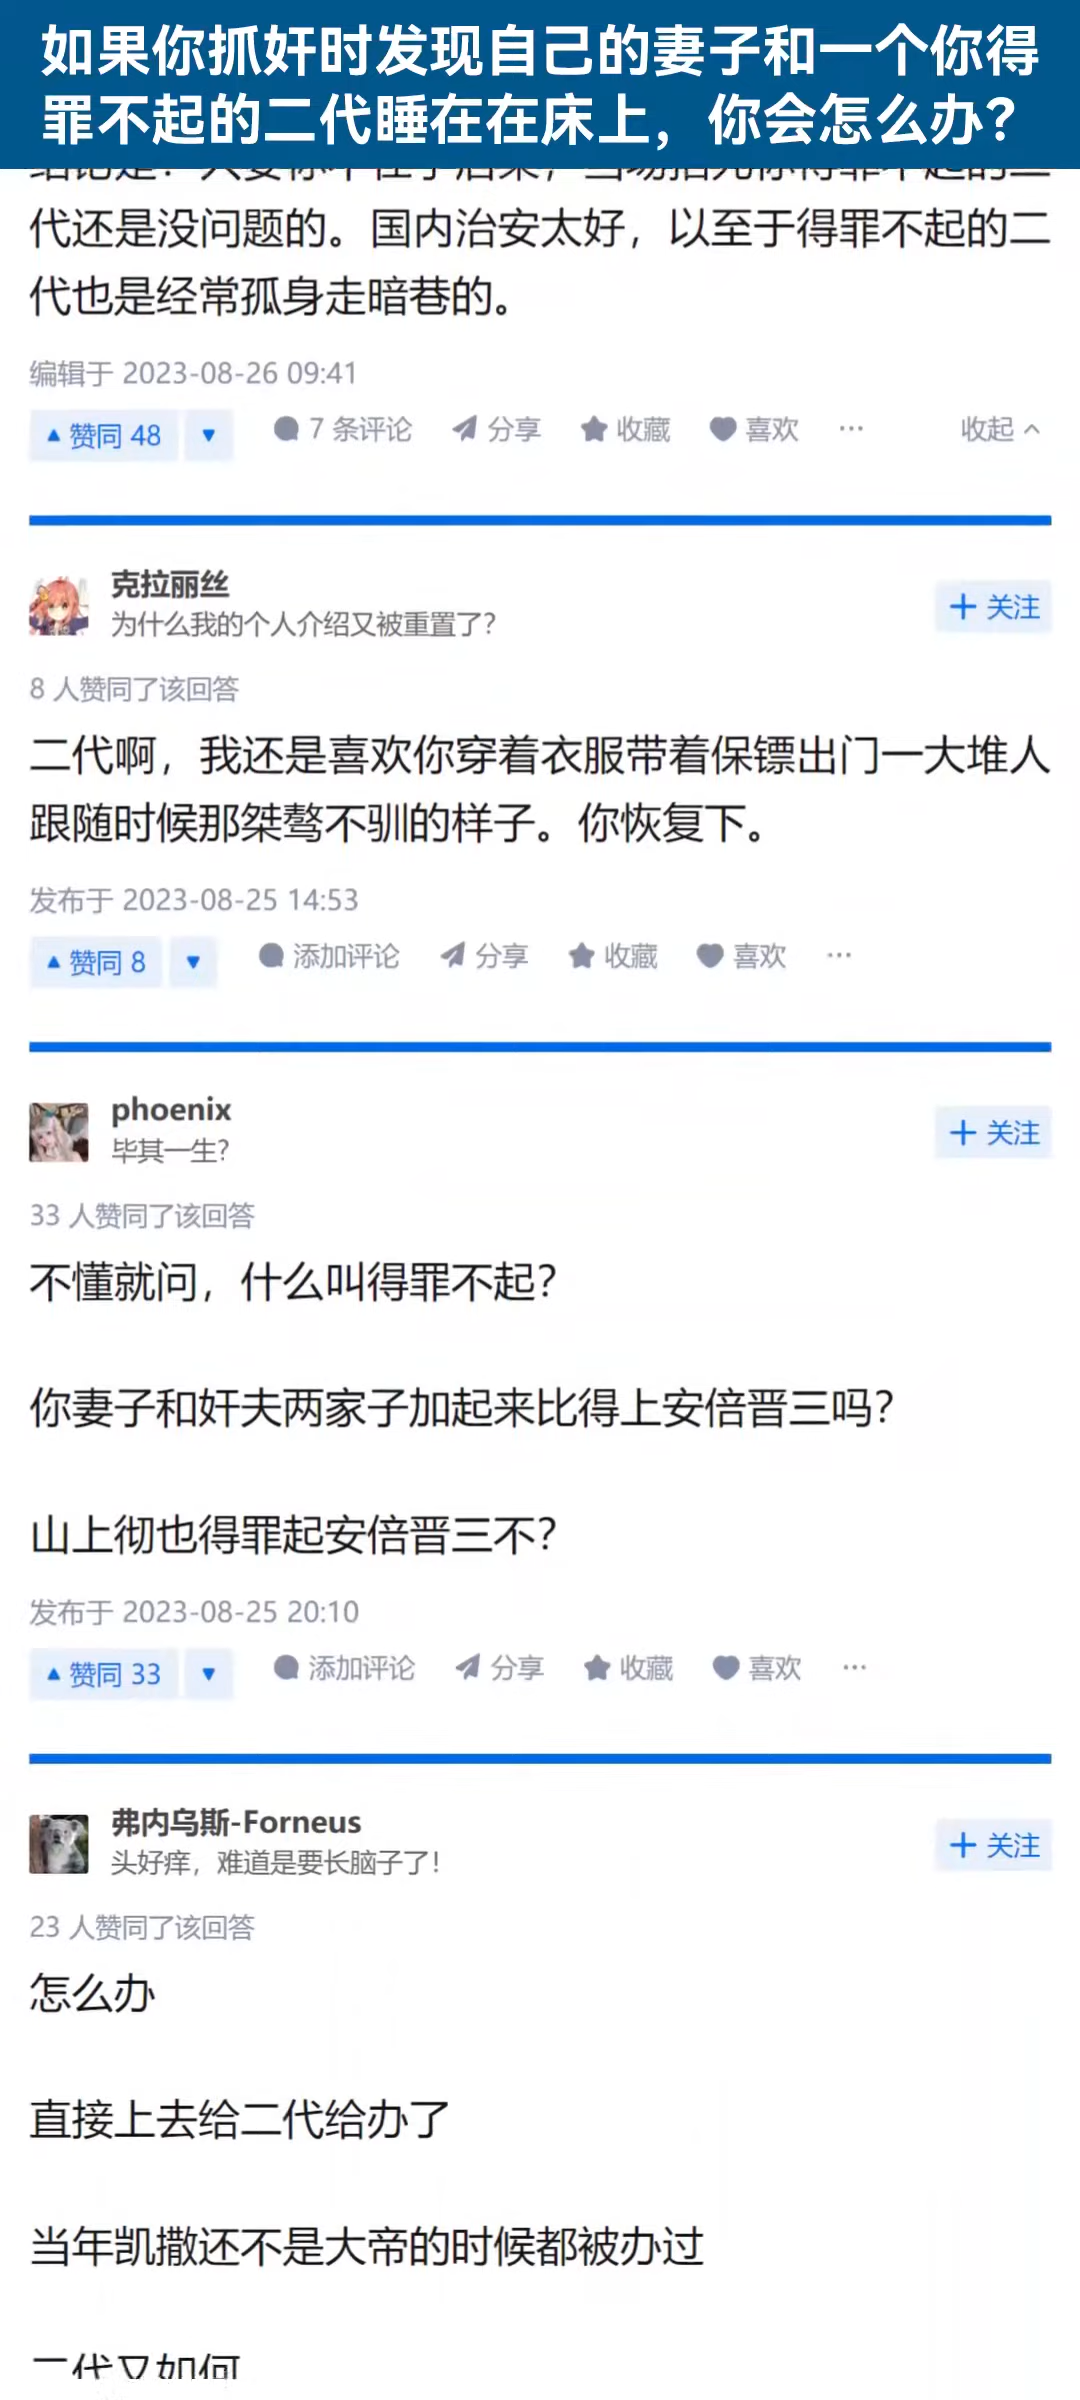 如果你抓奸时发现自己的妻子和一个你得
罪不起的二代睡在在床上，你会怎么办？
代还是没问题的。国内治安太好，以至于得罪不起的二
代也是经常孤身走暗巷的。
编辑于 2023-08-26 09:41
赞同 48
7 条评论
分享
收藏
喜欢
收起
克拉丽丝
为什么我的个人介绍又被重置了？
关注
8 人赞同了该回答
二代啊，我还是喜欢你穿着衣服带着保镖出门一大堆人
跟随时候那桀骜不驯的样子。你恢复下。
发布于 2023-08-25 14:53
赞同 8
添加评论
分享
收藏
喜欢
phoenix
毕其一生？
关注
33 人赞同了该回答
不懂就问，什么叫得罪不起？
你妻子和奸夫两家子加起来比得上安倍晋三吗？
山上彻也得罪起安倍晋三不？
发布于 2023-08-25 20:10
赞同 33
添加评论
分享
收藏
喜欢
弗内乌斯-Forneus
头好痒，难道是要长脑子了！
关注
23 人赞同了该回答
怎么办
直接上去给二代给办了
当年凯撒还不是大帝的时候都被办过
二代又如何